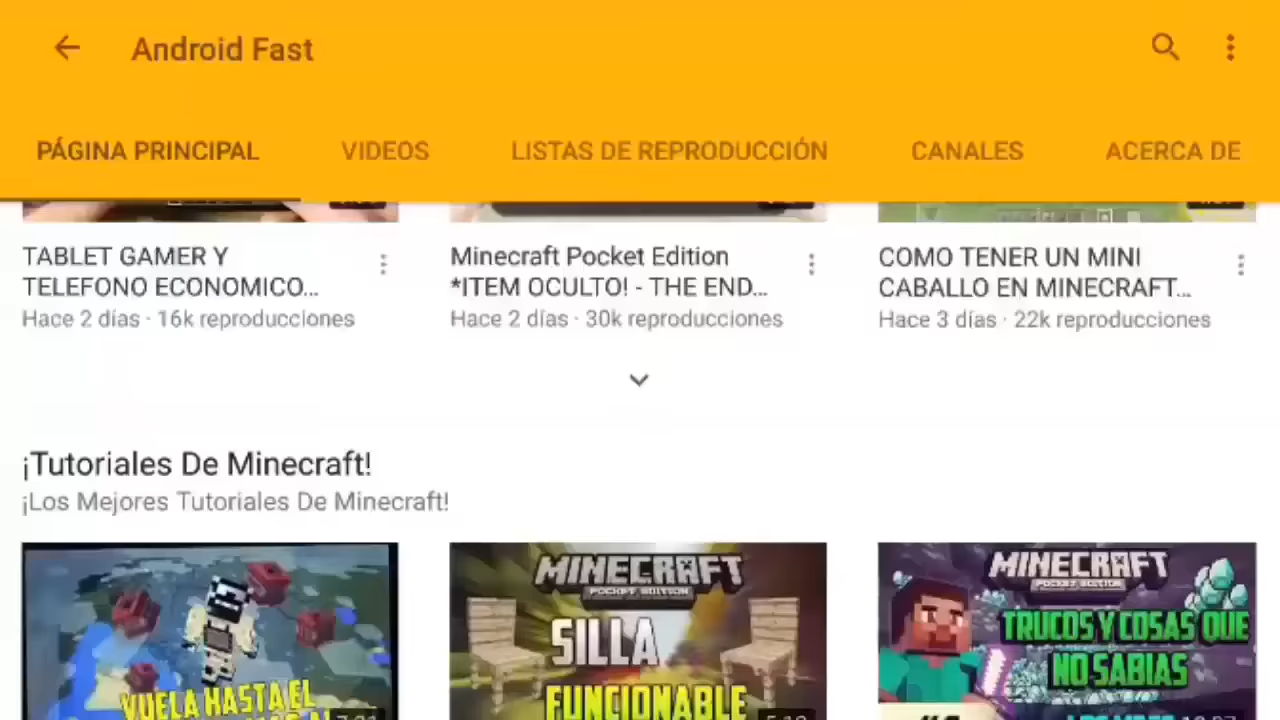 Android Fast
PÁGINA PRINCIPAL
VIDEOS
LISTAS DE REPRODUCCIÓN
CANALES
ACERCA DE
TABLET GAMER Y
TELEFONO ECONOMICO...
Hace 2 días · 16k reproducciones
Minecraft Pocket Edition
*ITEM OCULTO! - THE END...
Hace 2 días · 30k reproducciones
COMO TENER UN MINI
CABALLO EN MINECRAFT...
Hace 3 días · 22k reproducciones
¡Tutoriales De Minecraft!
¡Los Mejores Tutoriales De Minecraft!
VUELA HASTA EL
MINECRAFT
POCKET EDITION
SILLA
FUNCIONABLE
MINECRAFT
POCKET EDITION
TRUCOS Y COSAS QUE
NO SABIAS